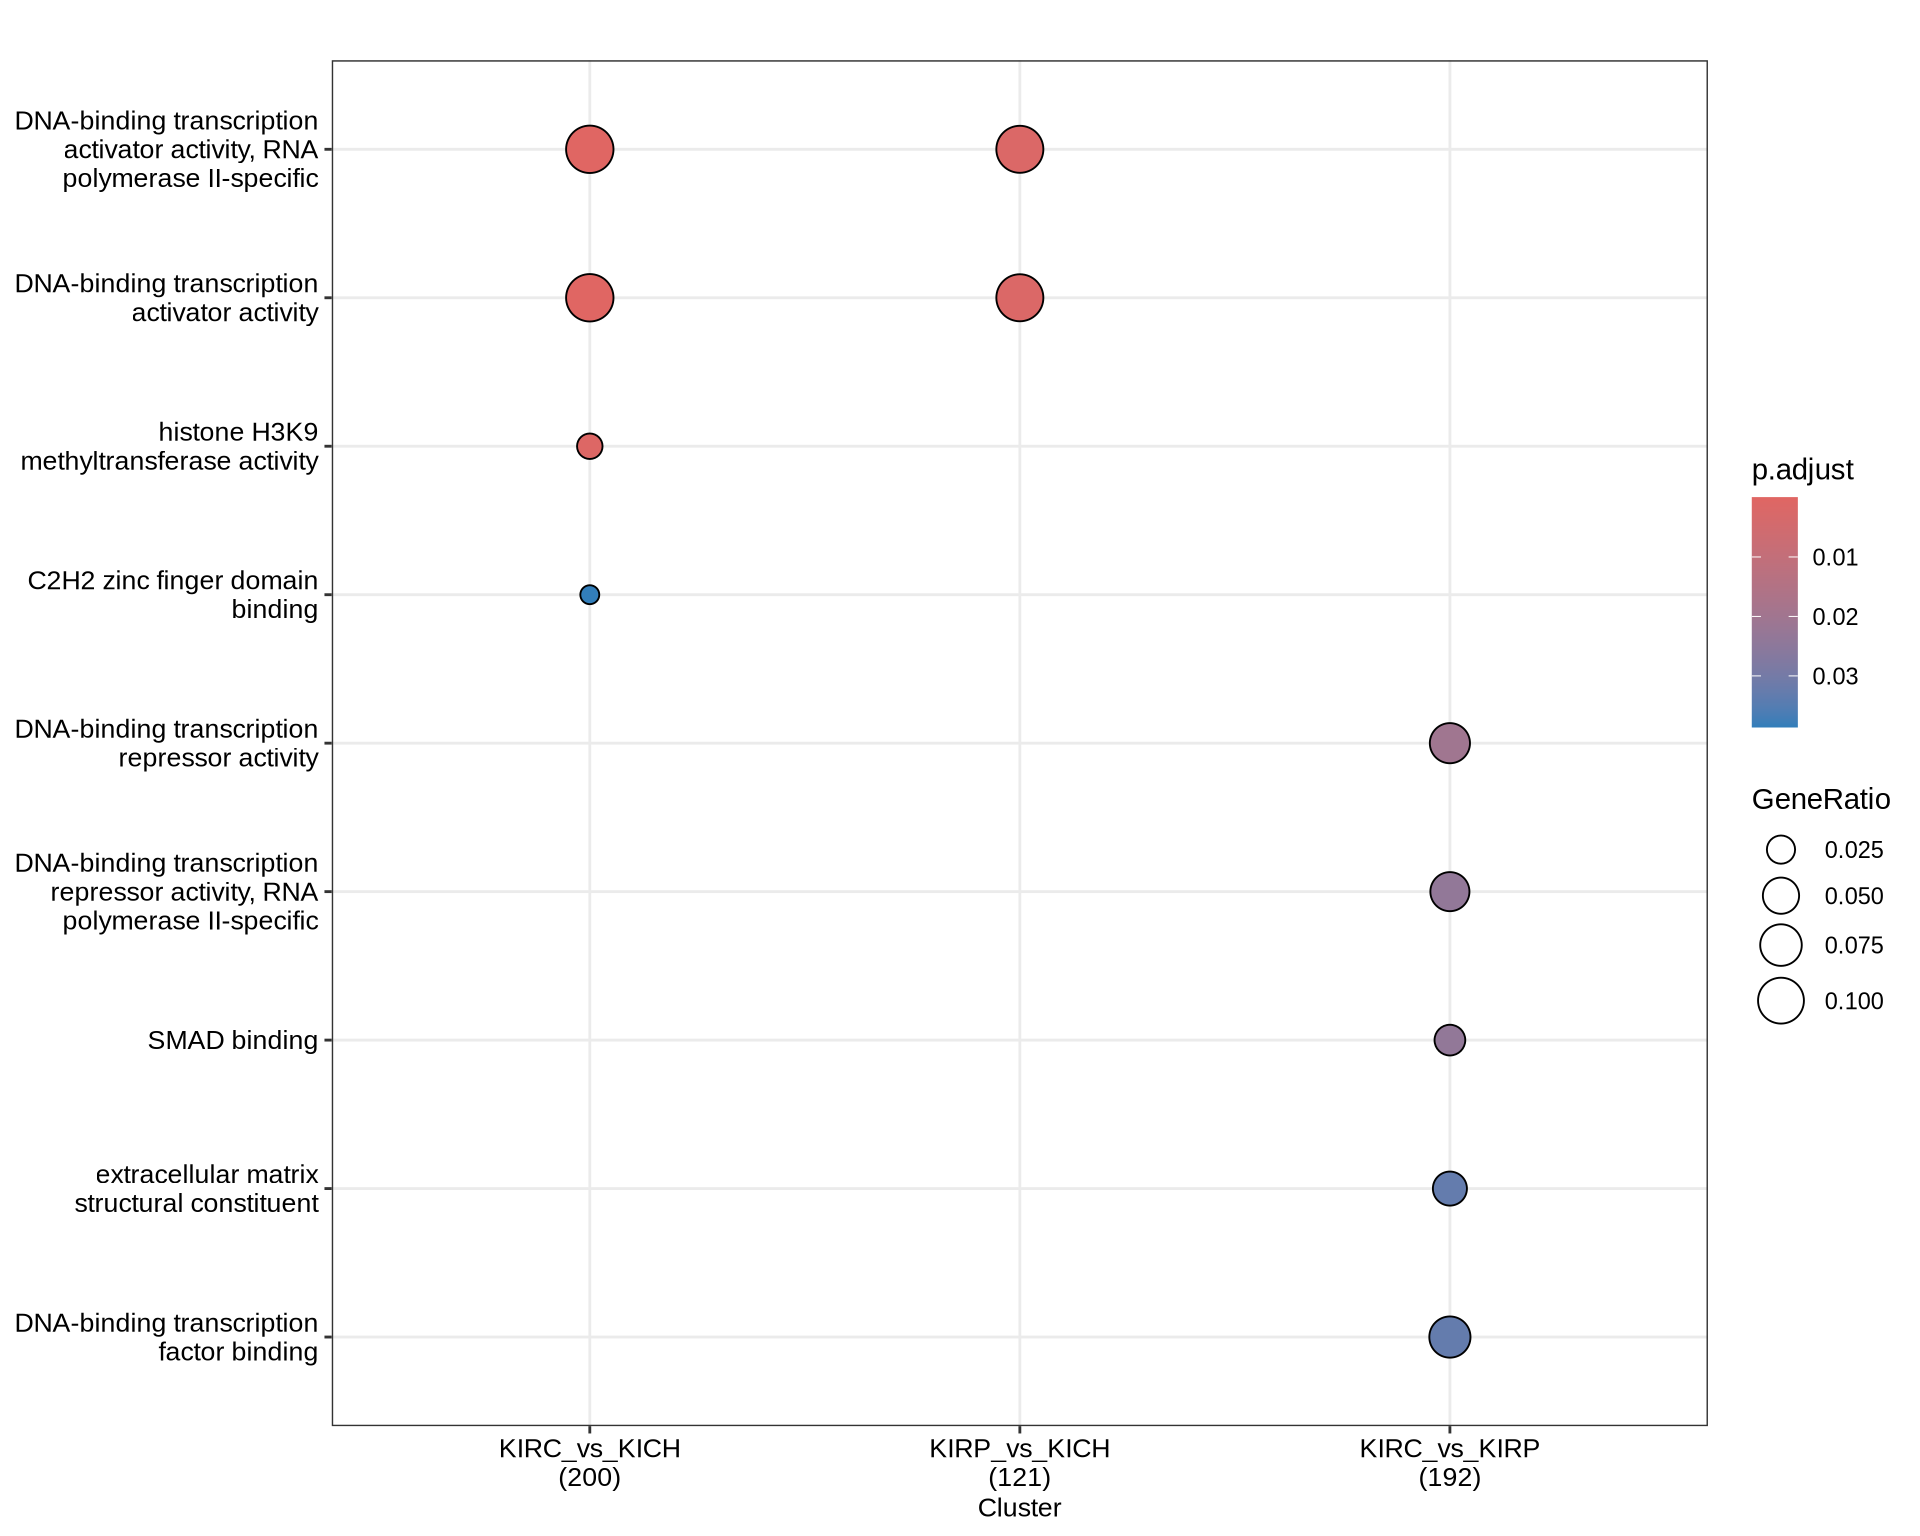 DNA-binding transcription
activator activity, RNA
polymerase II-specific
DNA-binding transcription
activator activity
histone H3K9
methyltransferase activity
C2H2 zinc finger domain
binding
DNA-binding transcription
repressor activity
DNA-binding transcription
repressor activity, RNA
polymerase II-specific
SMAD binding
extracellular matrix
structural constituent
DNA-binding transcription
factor binding
KIRC_vs_KICH
(200)
KIRP_vs_KICH
(121)
KIRC_vs_KIRP
(192)
Cluster
p.adjust
0.01
0.02
0.03
GeneRatio
0.025
0.050
0.075
0.100